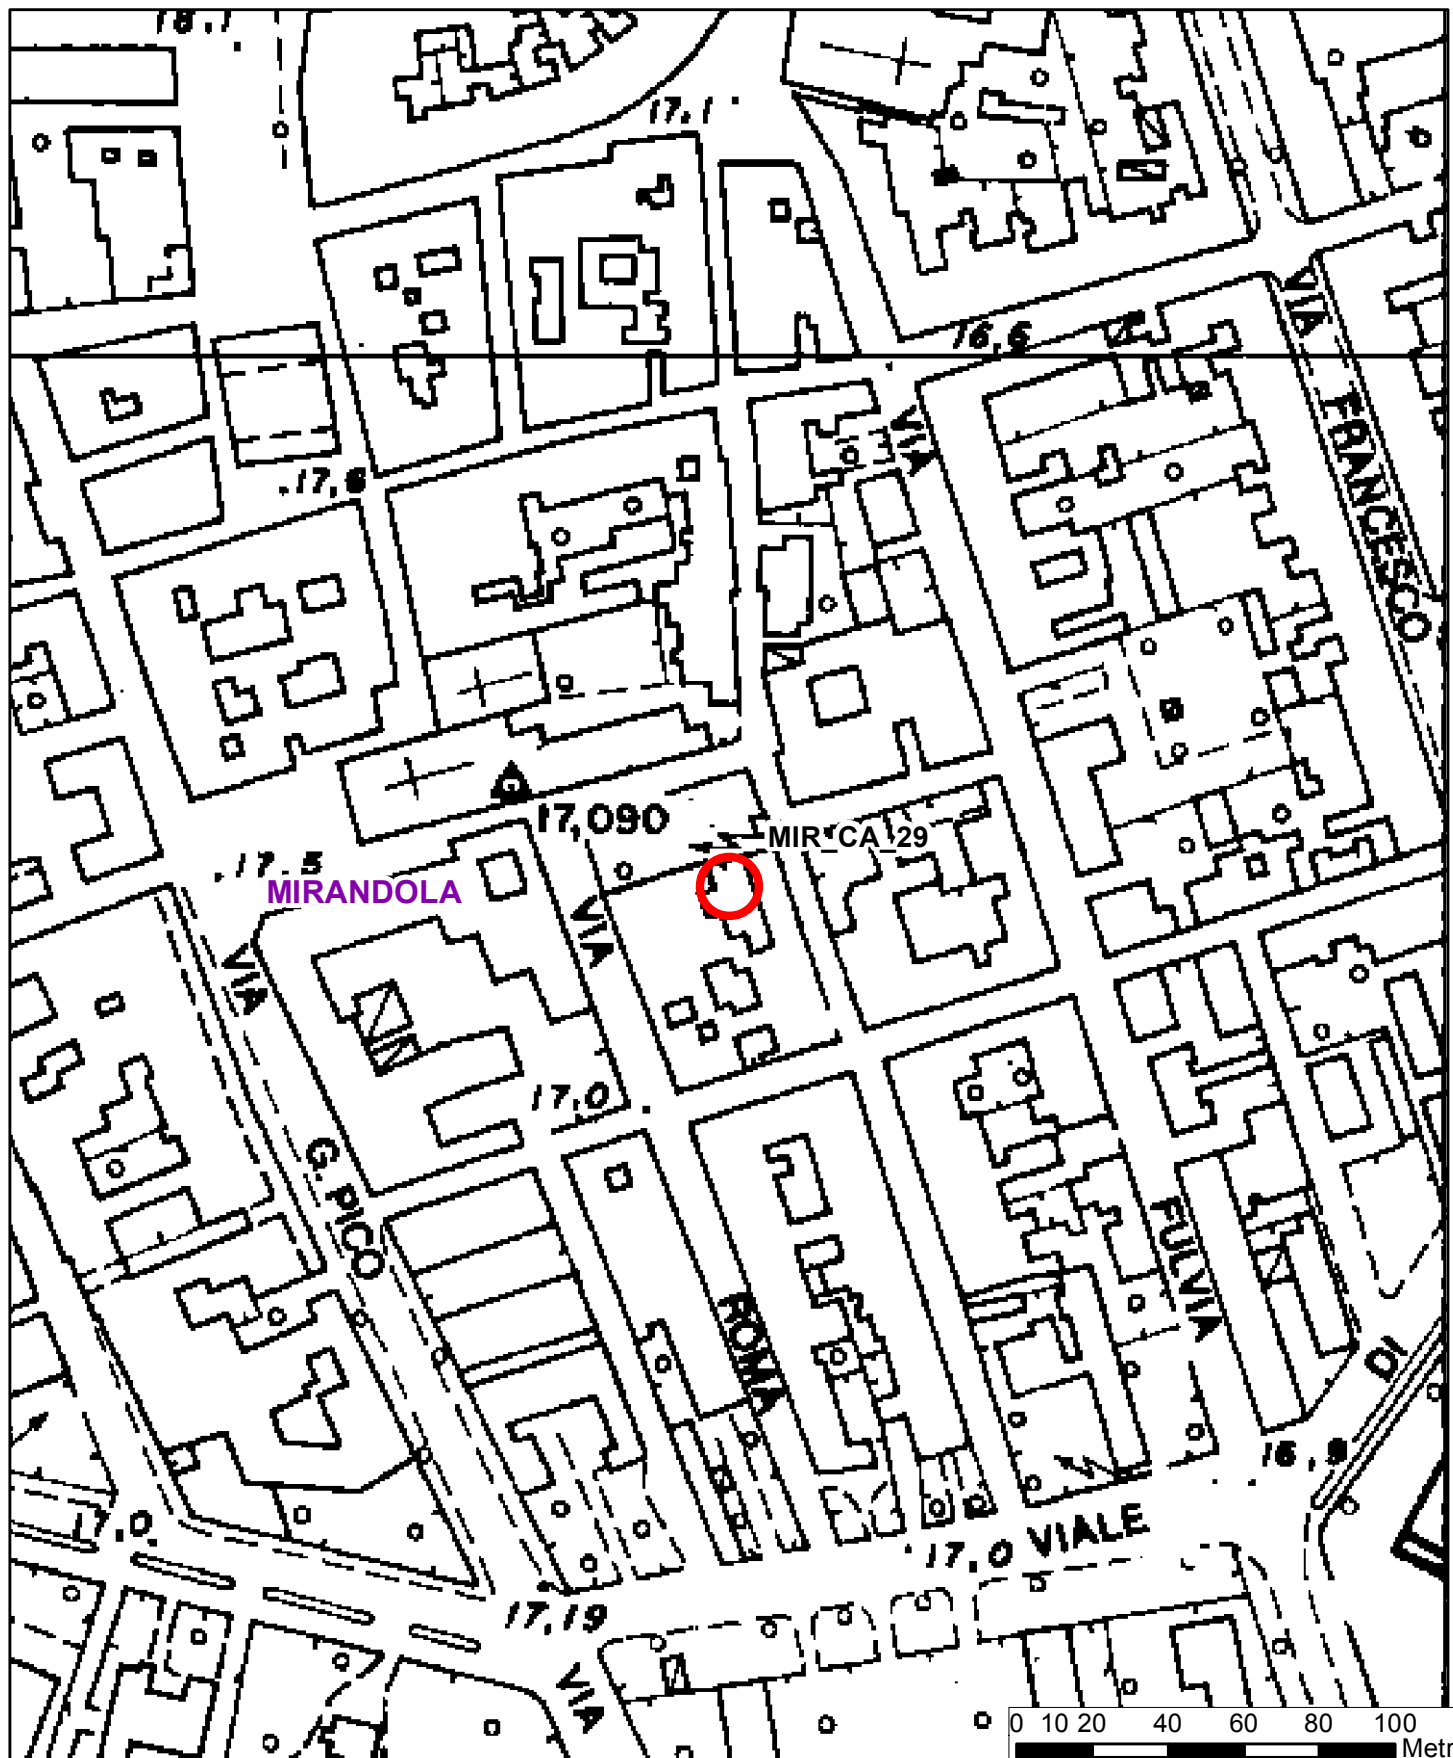 18.1
17.1
VIA
FRANCESCO
16,6
VIA
.17,6
17,090
MIR_CA_29
.17.5
MIRANDOLA
VIA
VIA
17,0
G. PICO
FULVIA
ROMA
DI
16,9
.0.
17,0 VIALE
17,19
VIA
0 10 20 40 60 80 100
Metr